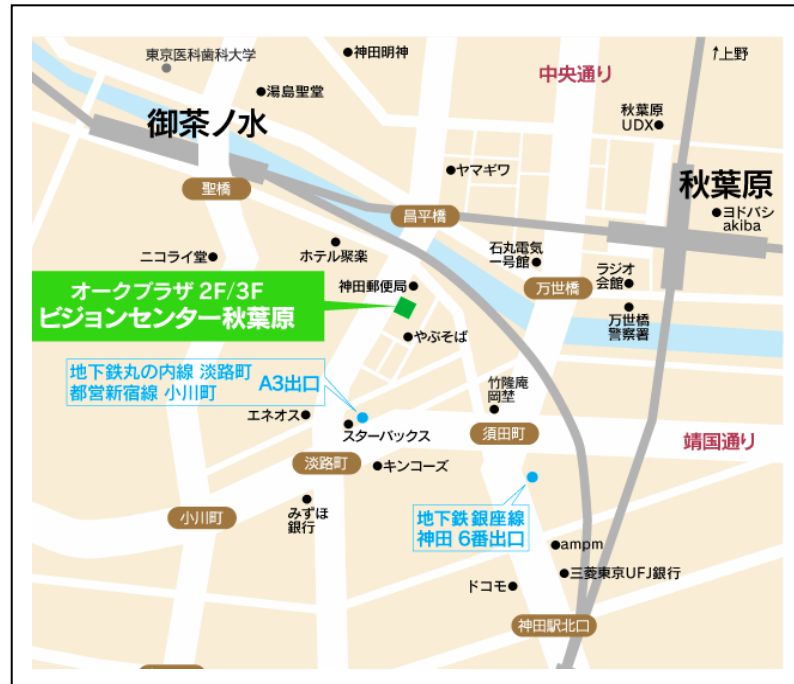 東京医科歯科大学
神田明神
中央通り
↑上野
湯島聖堂
秋葉原
UDX
御茶ノ水
ヤマギワ
秋葉原
聖橋
昌平橋
ヨドバシ
akiba
ニコライ堂
ホテル聚楽
石丸電気
一号館
ラジオ
会館
神田郵便局
万世橋
オークプラザ 2F/3F
ビジョンセンター秋葉原
万世橋
警察署
やぶそば
地下鉄丸の内線 淡路町
都営新宿線 小川町
A3出口
竹隆庵
岡埜
エネオス
スターバックス
須田町
靖国通り
淡路町
キンコーズ
小川町
みずほ
銀行
地下鉄 銀座線
神田 6番出口
ampm
三菱東京UFJ銀行
ドコモ
神田駅北口